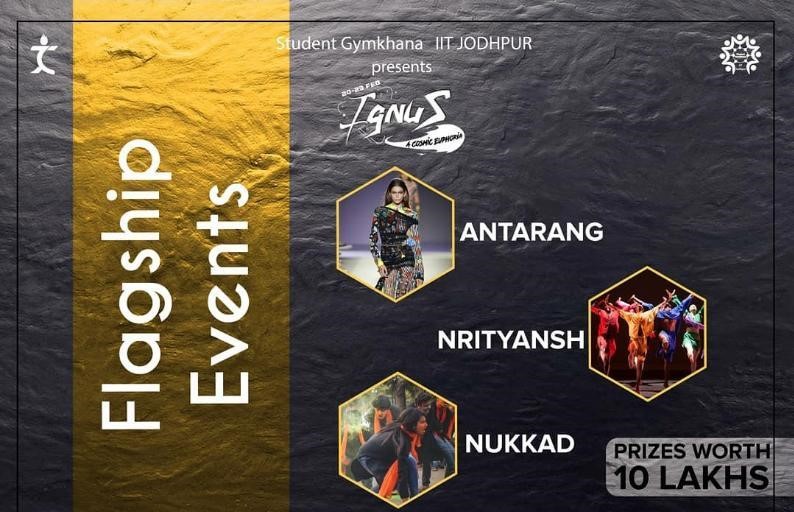 Student Gymkhana IIT JODHPUR
presents
20-23 FEB
IGNUS
A COSMIC EUPHORIA
Flagship
Events
ANTARANG
NRITYANSH
NUKKAD
PRIZES WORTH
10 LAKHS